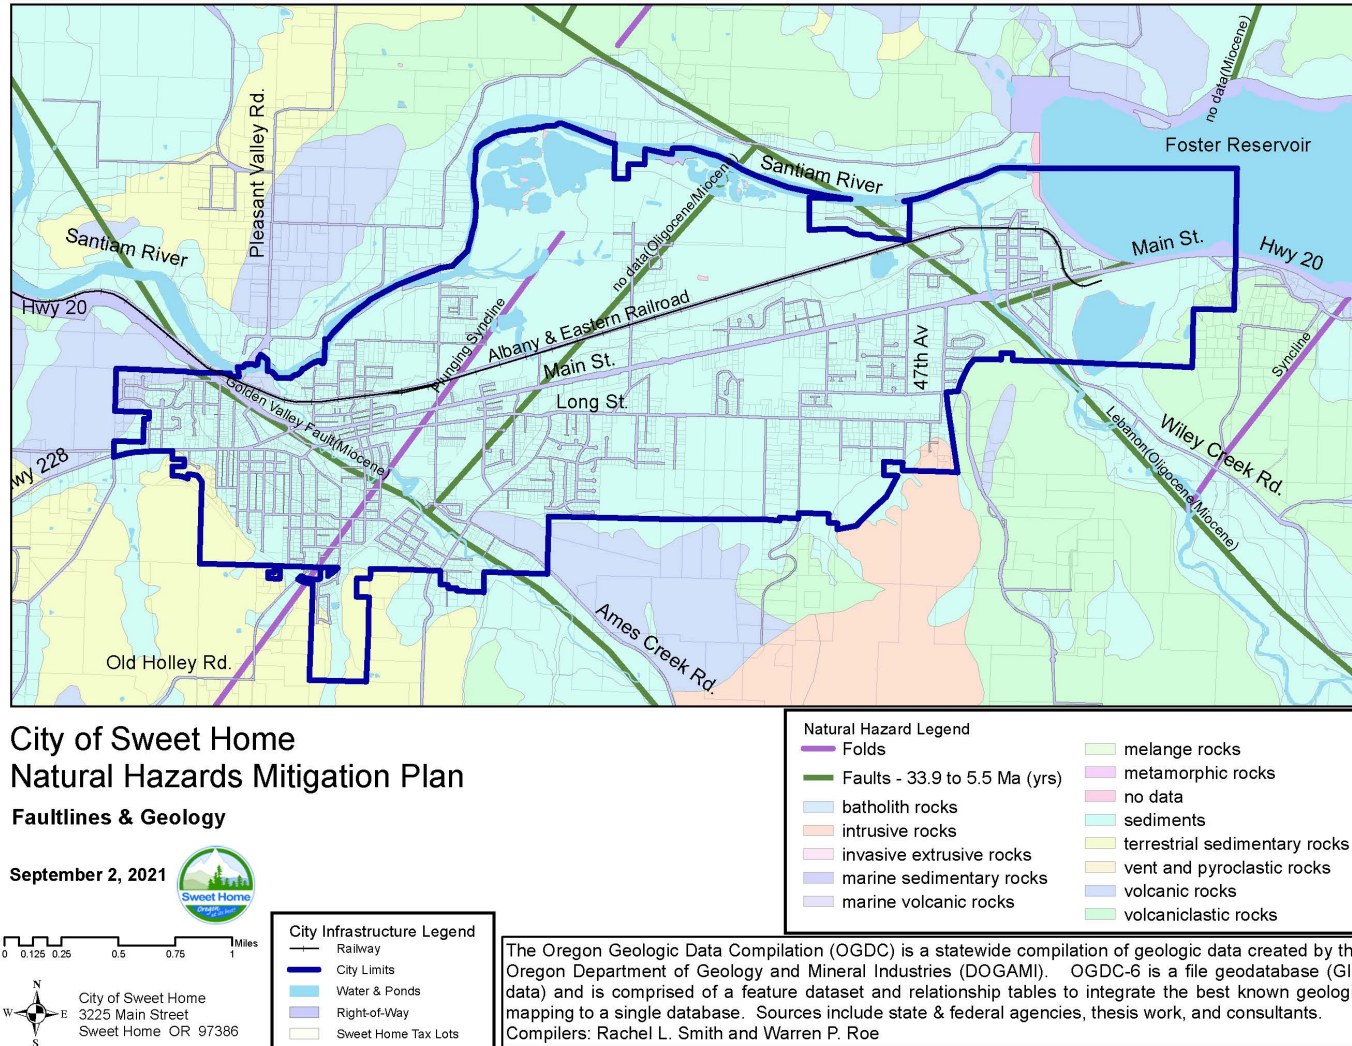 Pleasant Valley Rd.
no data(Miocene)
Foster Reservoir
Santiam River
no data(Oligocene/Miocene)
Santiam River
Main St.
Hwy 20
Hwy 20
Plunging Syncline
Albany & Eastern Railroad
Main St.
47th Av
Syncline
Golden Valley Fault(Miocene
Long St.
wy 228
Lebanon(Oligocene/Miocene)
Wiley Creek Rd.
Ames Creek Rd.
Old Holley Rd.
City of Sweet Home
Natural Hazards Mitigation Plan
Faultlines & Geology
September 2, 2021
Sweet Home
Oregon
at its best!
Miles
0 0.125 0.25 0.5 0.75 1
N
W E
S
City of Sweet Home
3225 Main Street
Sweet Home OR 97386
City Infrastructure Legend
Railway
City Limits
Water & Ponds
Right-of-Way
Sweet Home Tax Lots
Natural Hazard Legend
Folds
Faults - 33.9 to 5.5 Ma (yrs)
batholith rocks
intrusive rocks
invasive extrusive rocks
marine sedimentary rocks
marine volcanic rocks
melange rocks
metamorphic rocks
no data
sediments
terrestrial sedimentary rocks
vent and pyroclastic rocks
volcanic rocks
volcaniclastic rocks
The Oregon Geologic Data Compilation (OGDC) is a statewide compilation of geologic data created by th
Oregon Department of Geology and Mineral Industries (DOGAMI). OGDC-6 is a file geodatabase (GI
data) and is comprised of a feature dataset and relationship tables to integrate the best known geologi
mapping to a single database. Sources include state & federal agencies, thesis work, and consultants.
Compilers: Rachel L. Smith and Warren P. Roe